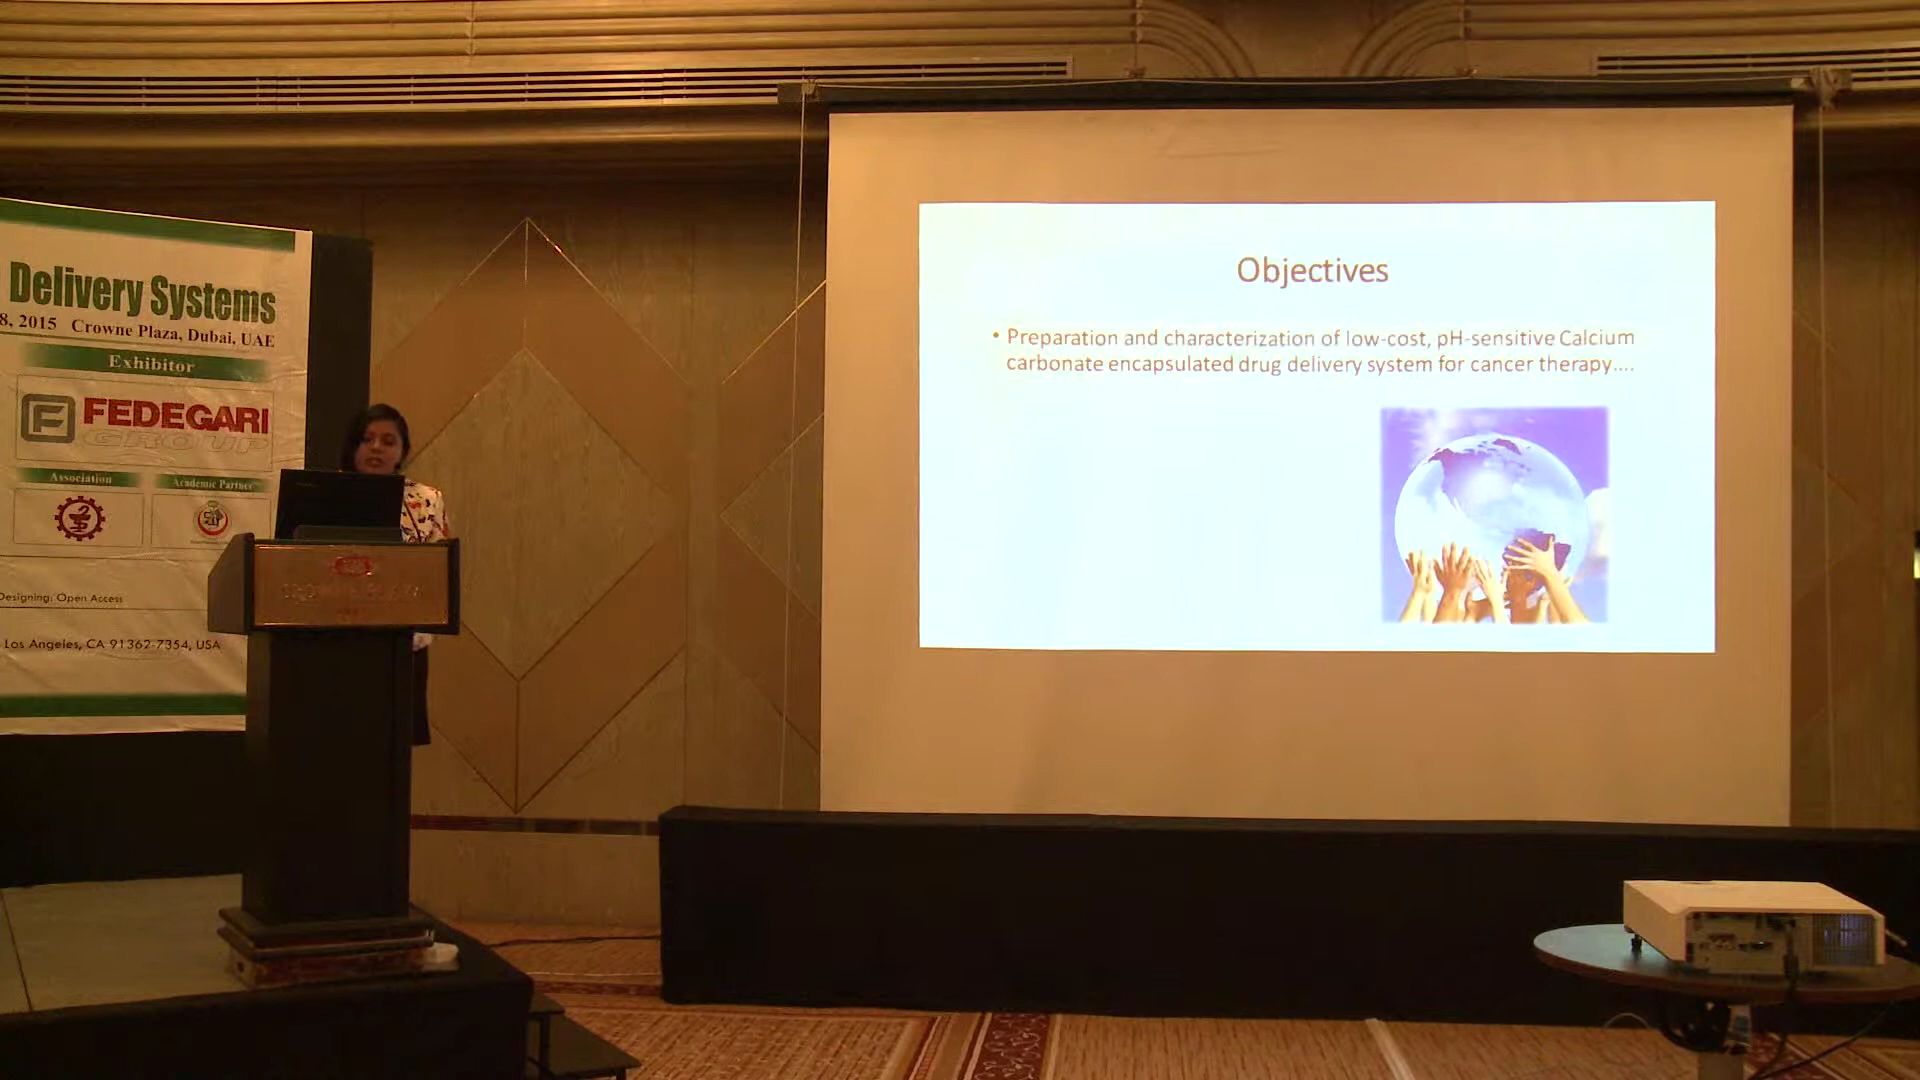 Delivery Systems
8, 2015 Crowne Plaza, Dubai, UAE
Exhibitor
FEDEGARI
GROUP
Association
Academic Partner
Designing: Open Access
Los Angeles, CA 91362-7354, USA
Objectives
• Preparation and characterization of low-cost, pH-sensitive Calcium
carbonate encapsulated drug delivery system for cancer therapy....